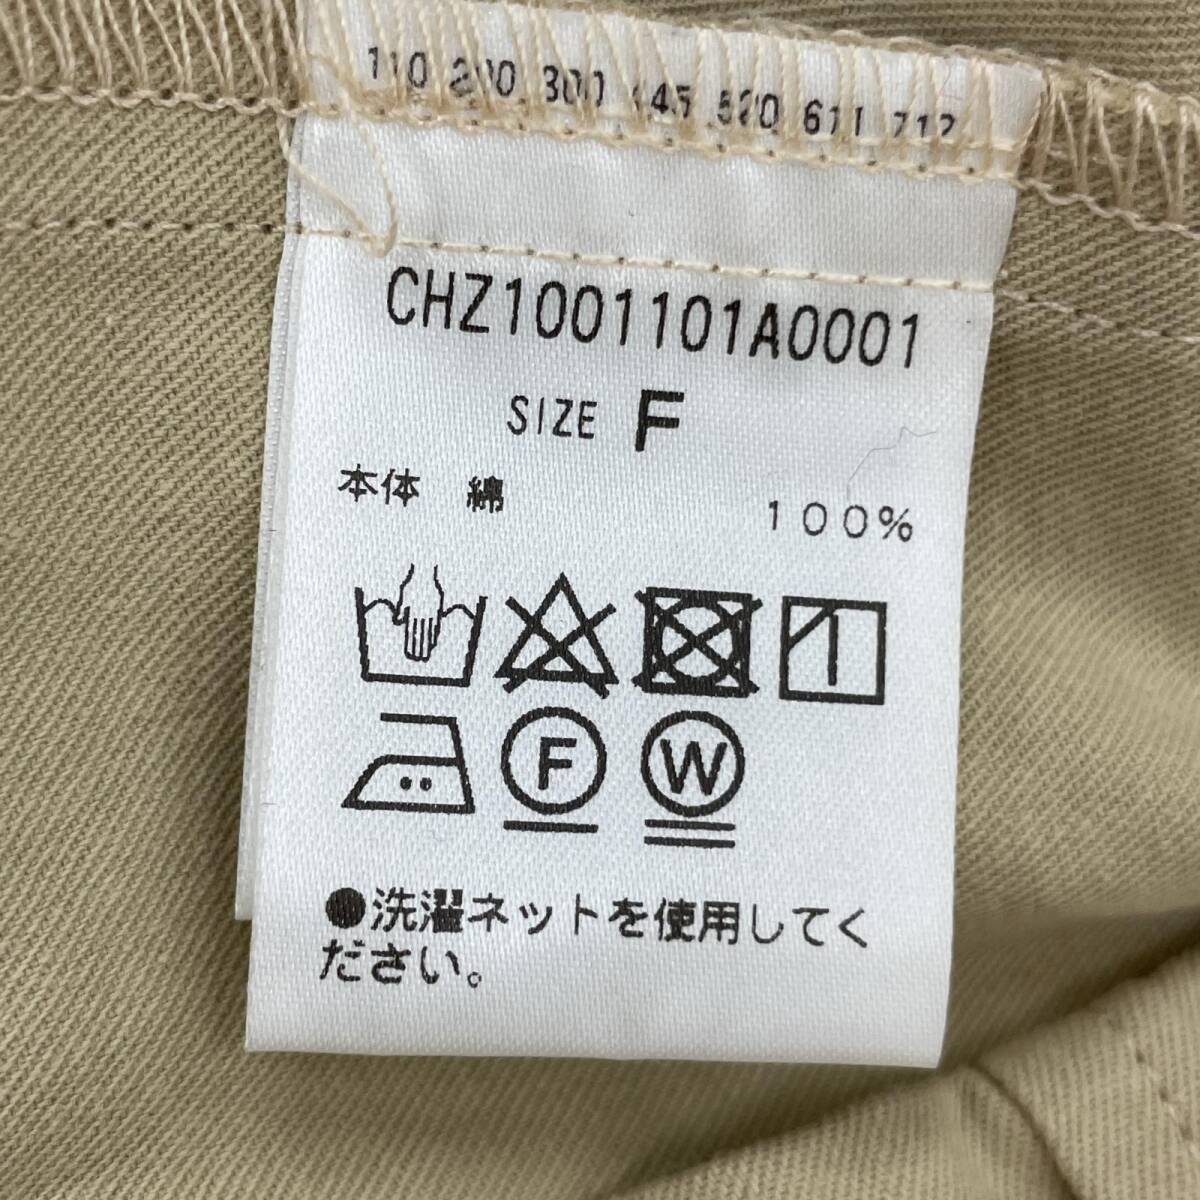 110 200 300 445 520 611 712
CHZ1001101A0001
SIZE F
本体 綿 100%
F W
●洗濯ネットを使用してく
ださい。